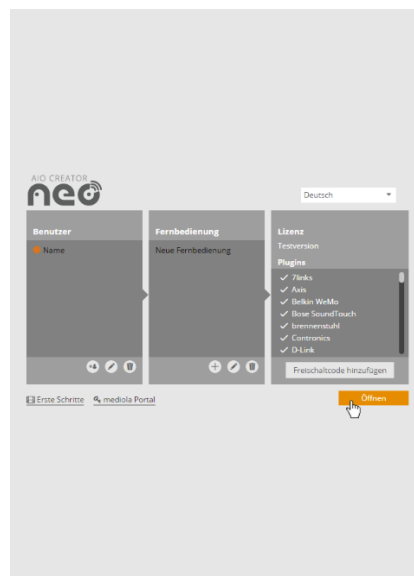 AIO CREATOR
neo
Deutsch
Benutzer
Name
Fernbedienung
Neue Fernbedienung
Lizenz
Testversion
Plugins
7links
Axis
Belkin WeMo
Bose SoundTouch
brennenstuhl
Contronics
D-Link
Freischaltcode hinzufügen
Erste Schritte
mediola Portal
Öffnen